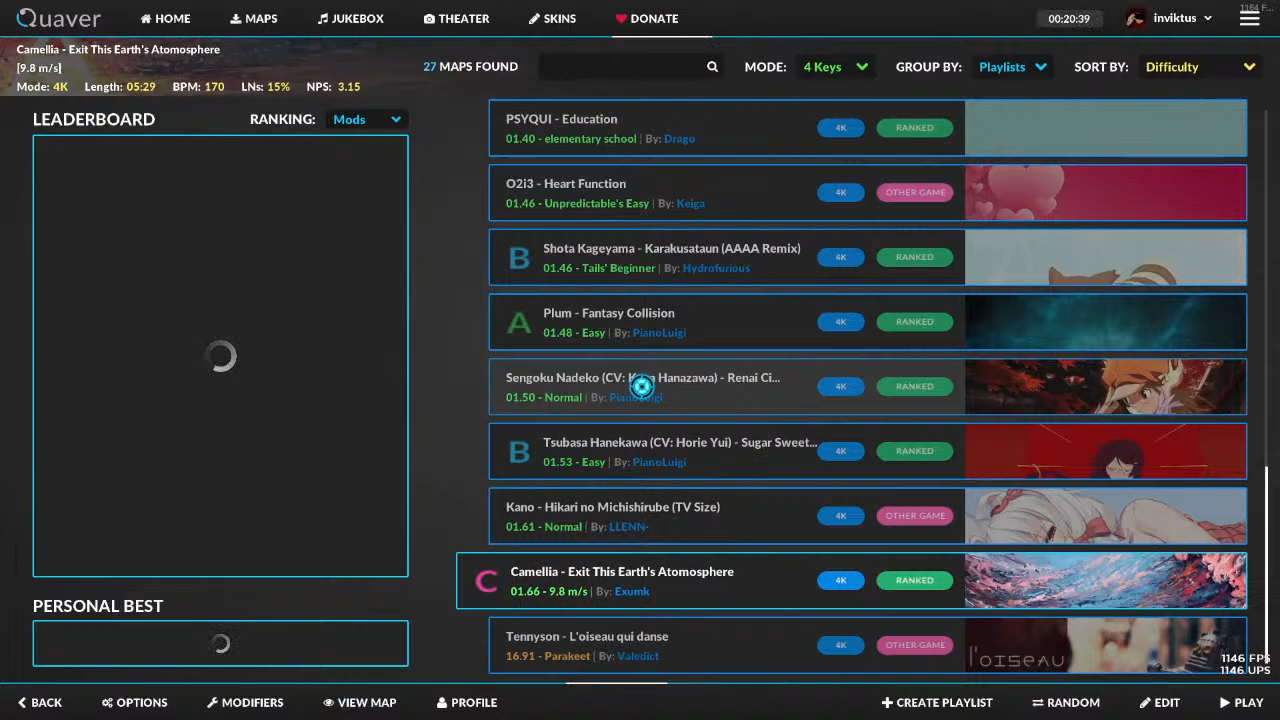 Quaver
HOME
MAPS
JUKEBOX
THEATER
SKINS
DONATE
00:20:39
inviktus
Camellia - Exit This Earth's Atomosphere
[9.8 m/s]
Mode: 4K Length: 05:29 BPM: 170 LNs: 15% NPS: 3.15
27 MAPS FOUND
MODE: 4 Keys
GROUP BY: Playlists
SORT BY: Difficulty
LEADERBOARD
RANKING: Mods
PERSONAL BEST
PSYQUI - Education
01.40 - elementary school | By: Drago
4K RANKED
O2i3 - Heart Function
01.46 - Unpredictable's Easy | By: Keiga
4K OTHER GAME
B Shota Kageyama - Karakusataun (AAAA Remix)
01.46 - Tails' Beginner | By: Hydrofurious
4K RANKED
A Plum - Fantasy Collision
01.48 - Easy | By: PianoLuigi
4K RANKED
Sengoku Nadeko (CV: Hanazawa) - Renai Ci...
01.50 - Normal | By: PianoLuigi
4K RANKED
B Tsubasa Hanekawa (CV: Horie Yui) - Sugar Sweet...
01.53 - Easy | By: PianoLuigi
4K RANKED
Kano - Hikari no Michishirube (TV Size)
01.61 - Normal | By: LLENN-
4K OTHER GAME
C Camellia - Exit This Earth's Atomosphere
01.66 - 9.8 m/s | By: Exumk
4K RANKED
Tennyson - L'oiseau qui danse
16.91 - Parakeet | By: Valedict
4K OTHER GAME
l'oiseau
1146 FPS
1146 UPS
BACK
OPTIONS
MODIFIERS
VIEW MAP
PROFILE
CREATE PLAYLIST
RANDOM
EDIT
PLAY